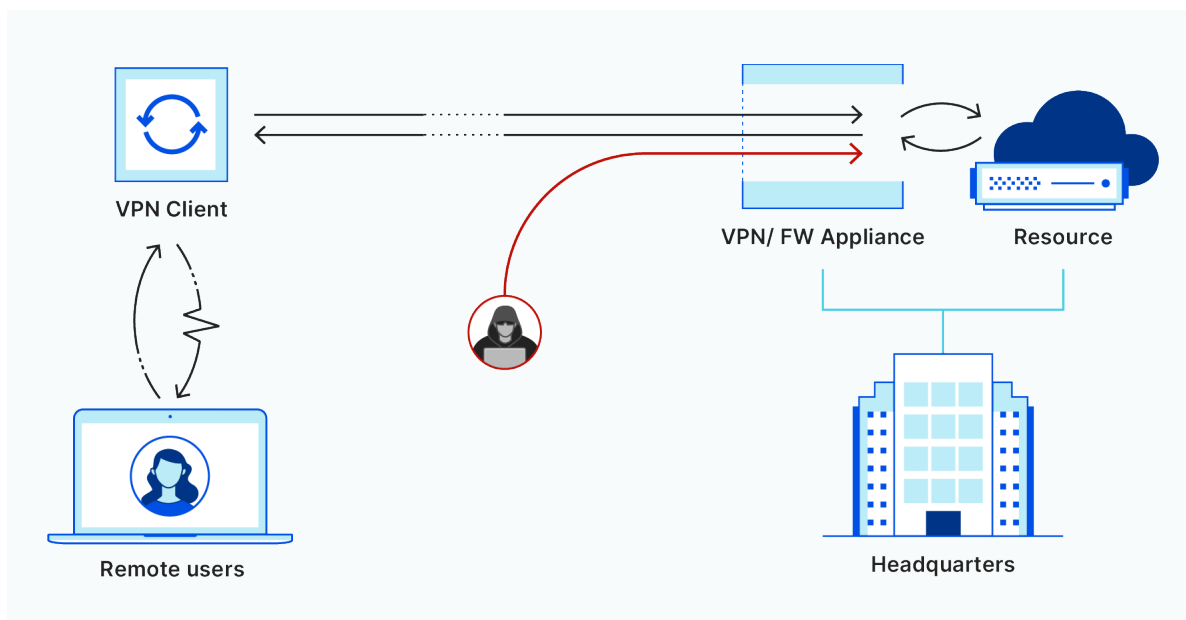 VPN Client
VPN/ FW Appliance
Resource
Remote users
Headquarters